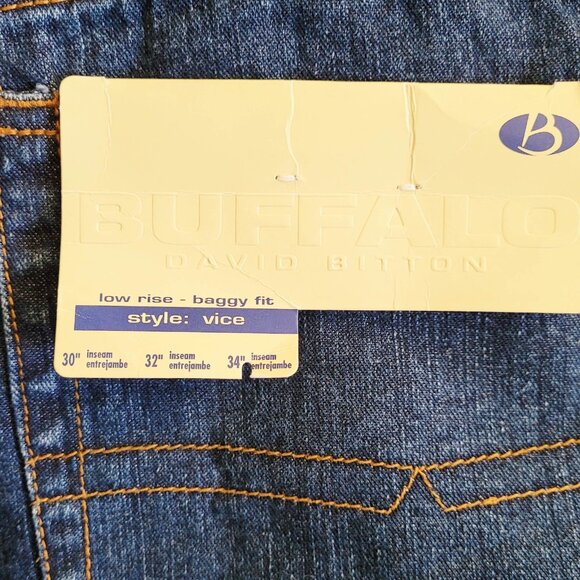 B
BUFFALO
DAVID BITTON
low rise - baggy fit
style: vice
30" inseam entrejambe 32" inseam entrejambe 34" inseam entrejambe